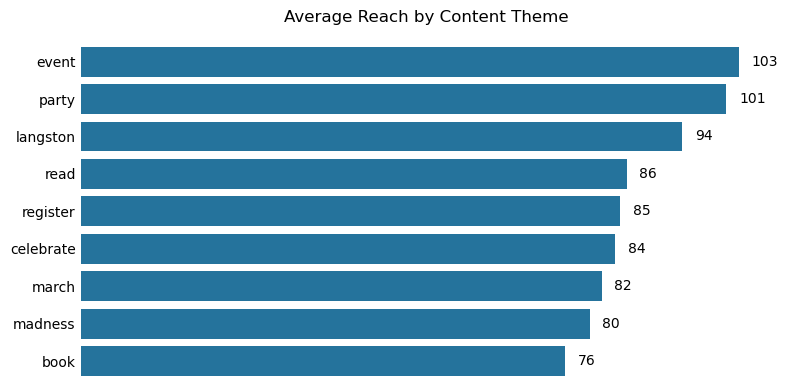 Average Reach by Content Theme
event 103
party 101
langston 94
read 86
register 85
celebrate 84
march 82
madness 80
book 76